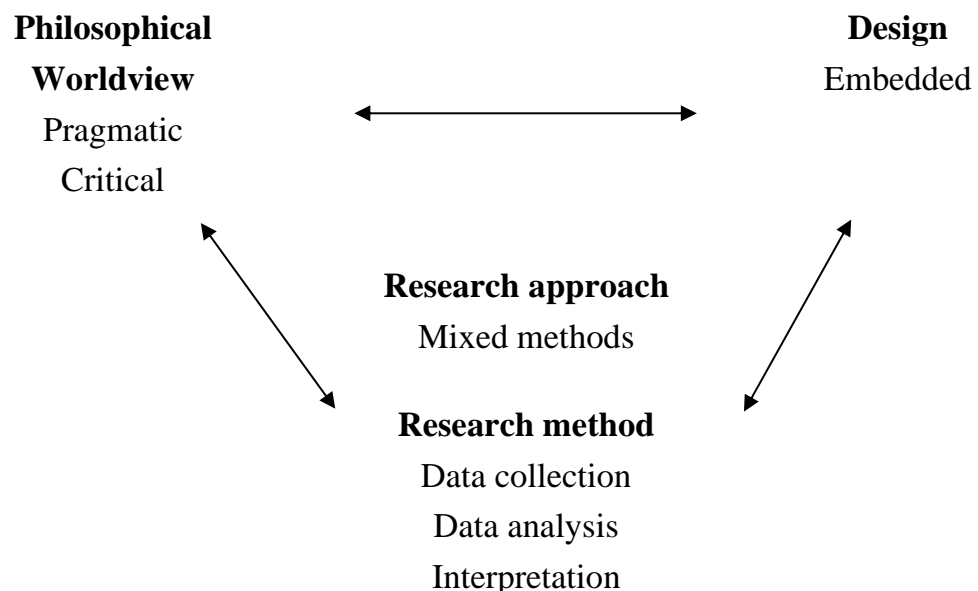 Philosophical
Worldview
Pragmatic
Critical
Design
Embedded
Research approach
Mixed methods
Research method
Data collection
Data analysis
Interpretation